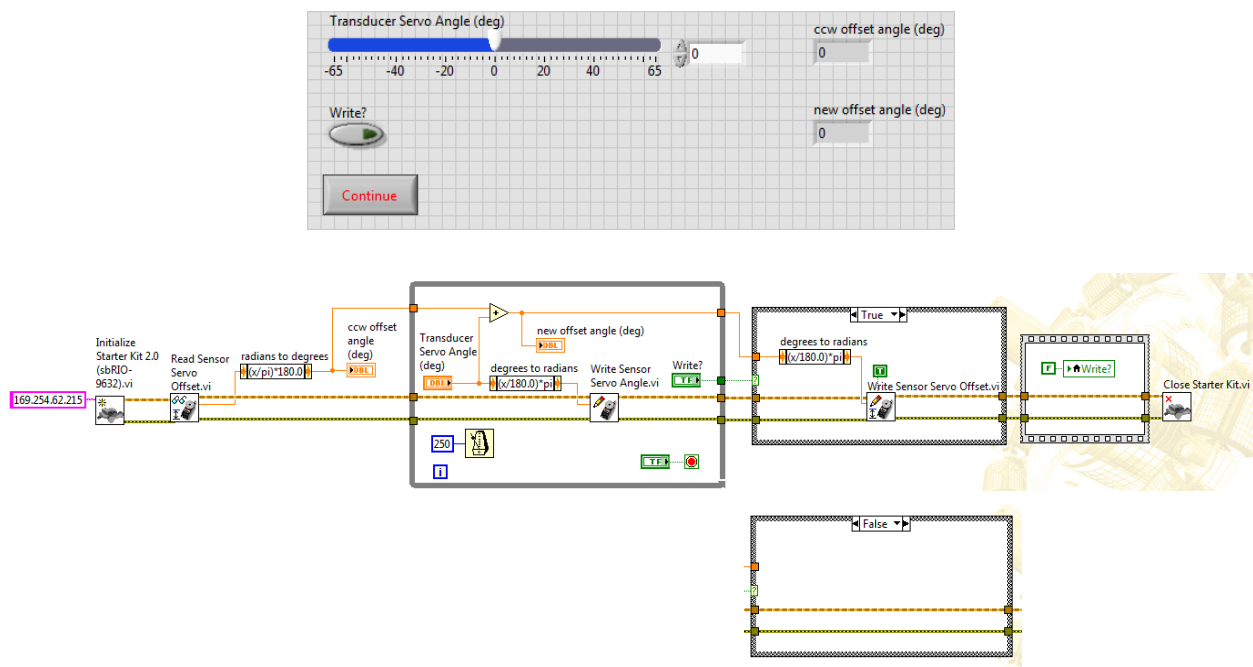 Transducer Servo Angle (deg)
0
-65 -40 -20 0 20 40 65
ccw offset angle (deg)
0
Write?
new offset angle (deg)
0
Continue
Initialize
Starter Kit 2.0
(sbRIO-
9632).vi
169.254.62.215
Read Sensor
Servo
Offset.vi
radians to degrees
(x/pi)*180.0
ccw offset
angle
(deg)
DBL
Transducer
Servo Angle
(deg)
DBL
new offset angle (deg)
DBL
degrees to radians
(x/180.0)*pi
Write Sensor
Servo Angle.vi
Write?
TF
250
i
TF
True
degrees to radians
(x/180.0)*pi
?
T
Write Sensor Servo Offset.vi
F
Write?
Close Starter Kit.vi
False
?